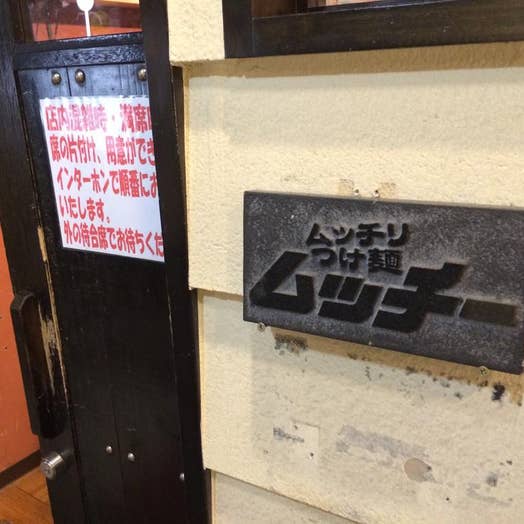 店内混雑時・満席
席の片付け、用意ができ
インターホンで順番にお
いたします。
外の待合席でお待ちくだ
ムッチリ
つけ麺
ムッチー